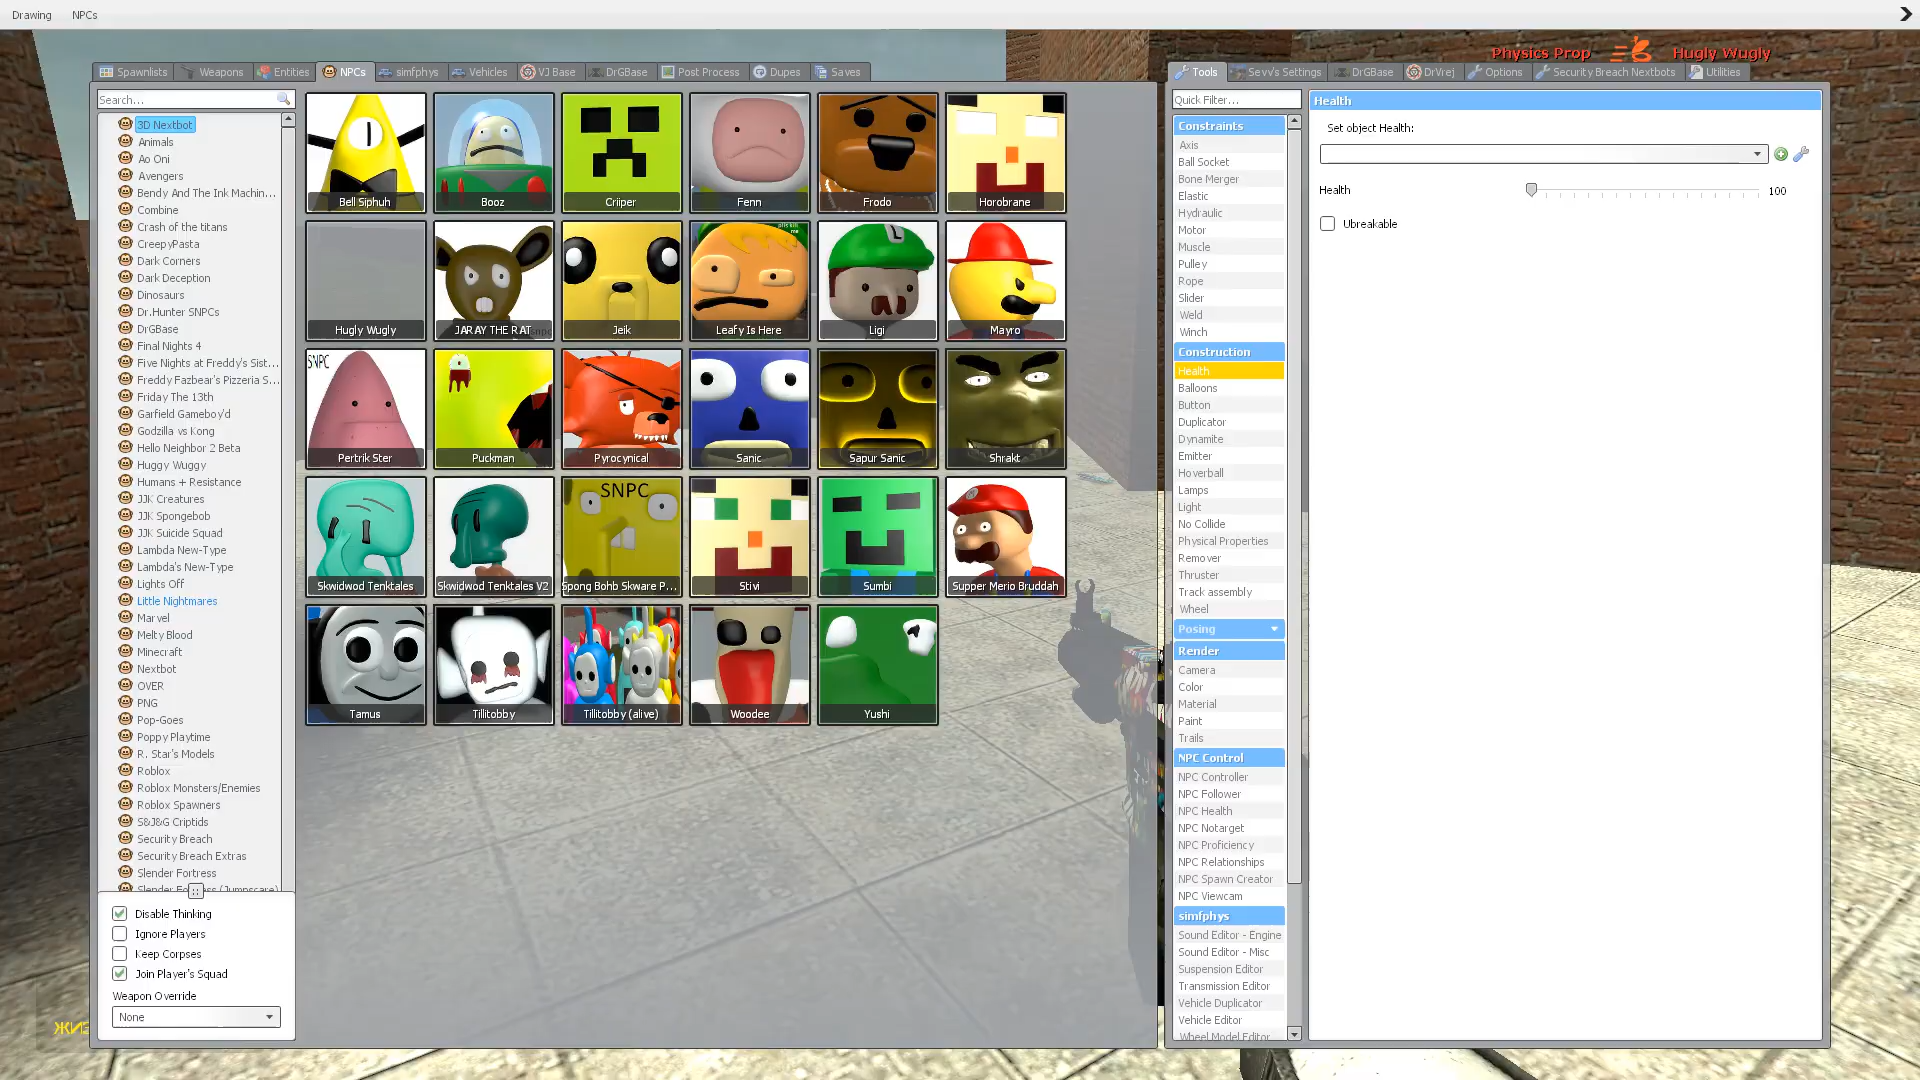 Drawing NPCs
Physics Prop Hugly Wugly
Spawnlists Weapons Entities NPCs simfphys Vehicles VJ Base DrGBase Post Process Dupes Saves
Tools Sevv's Settings DrGBase DrVrej Options Security Breach Nextbots Utilities
Search...
3D Nextbot
Animals
Ao Oni
Avengers
Bendy And The Ink Machin...
Combine
Crash of the titans
CreepyPasta
Dark Corners
Dark Deception
Dinosaurs
Dr.Hunter SNPCs
DrGBase
Final Nights 4
Five Nights at Freddy's Sist...
Freddy Fazbear's Pizzeria S...
Friday The 13th
Garfield Gameboy'd
Godzilla vs Kong
Hello Neighbor 2 Beta
Huggy Wuggy
Humans + Resistance
JJK Creatures
JJK Spongebob
JJK Suicide Squad
Lambda New-Type
Lambda's New-Type
Lights Off
Little Nightmares
Marvel
Melty Blood
Minecraft
Nextbot
OVER
PNG
Pop-Goes
Poppy Playtime
R. Star's Models
Roblox
Roblox Monsters/Enemies
Roblox Spawners
S&J&G Criptids
Security Breach
Security Breach Extras
Slender Fortress
Slender Fortress (Jumpscare)
Disable Thinking
Ignore Players
Keep Corpses
Join Player's Squad
Weapon Override
None
Bell Siphuh Booz Criiper Fenn Frodo Horobrane
pls kill
me
L
Hugly Wugly JARAY THE RAT Jeik Leafy Is Here Ligi Mayro
SNPC
Pertrik Ster Puckman Pyrocynical Sanic Sapur Sanic Shrakt
SNPC
Skwidwod Tenktales Skwidwod Tenktales V2 Spong Bohb Skware P... Stivi Sumbi Supper Merio Bruddah
Tamus Tillitobby Tillitobby (alive) Woodee Yushi
Quick Filter...
Constraints
Axis
Ball Socket
Bone Merger
Elastic
Hydraulic
Motor
Muscle
Pulley
Rope
Slider
Weld
Winch
Construction
Health
Balloons
Button
Duplicator
Dynamite
Emitter
Hoverball
Lamps
Light
No Collide
Physical Properties
Remover
Thruster
Track assembly
Wheel
Posing
Render
Camera
Color
Material
Paint
Trails
NPC Control
NPC Controller
NPC Follower
NPC Health
NPC Notarget
NPC Proficiency
NPC Relationships
NPC Spawn Creator
NPC Viewcam
simfphys
Sound Editor - Engine
Sound Editor - Misc
Suspension Editor
Transmission Editor
Vehicle Duplicator
Vehicle Editor
Wheel Model Editor
Health
Set object Health:
Health 100
Ubreakable